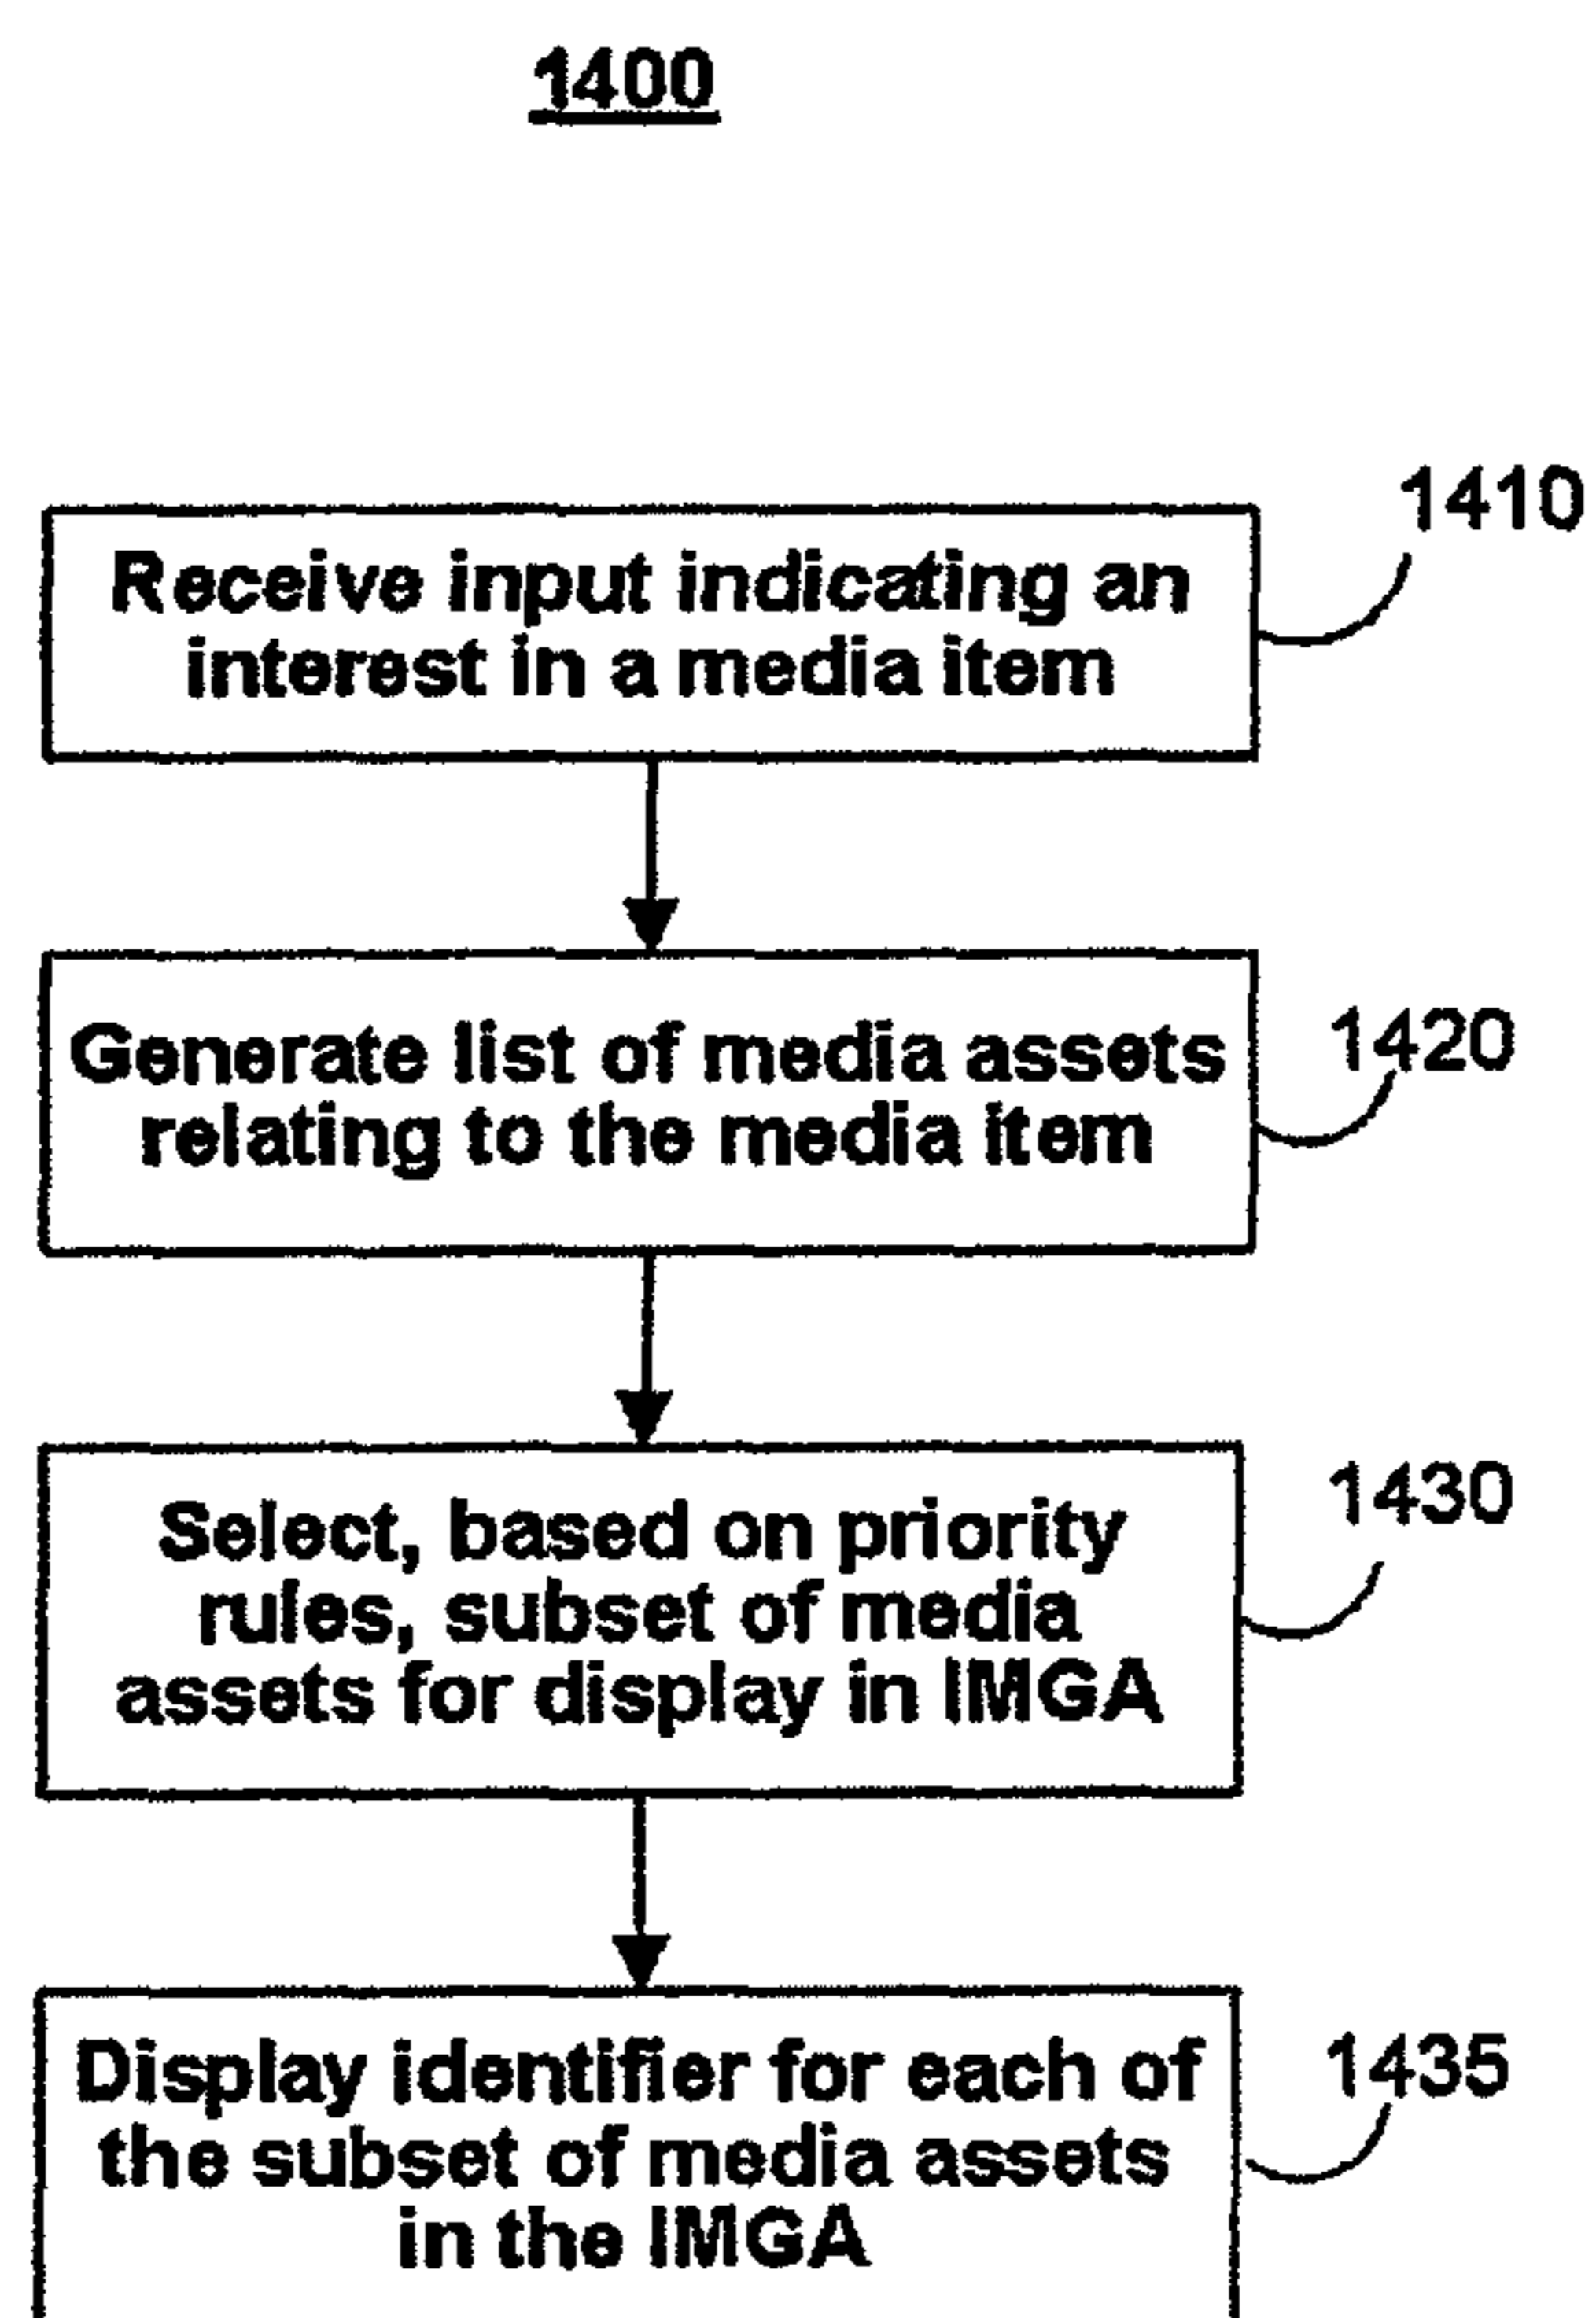 1400
1410
Receive input indicating an
interest in a media item
1420
Generate list of media assets
relating to the media item
1430
Select, based on priority
rules, subset of media
assets for display in IMGA
1435
Display identifier for each of
the subset of media assets
in the IMGA